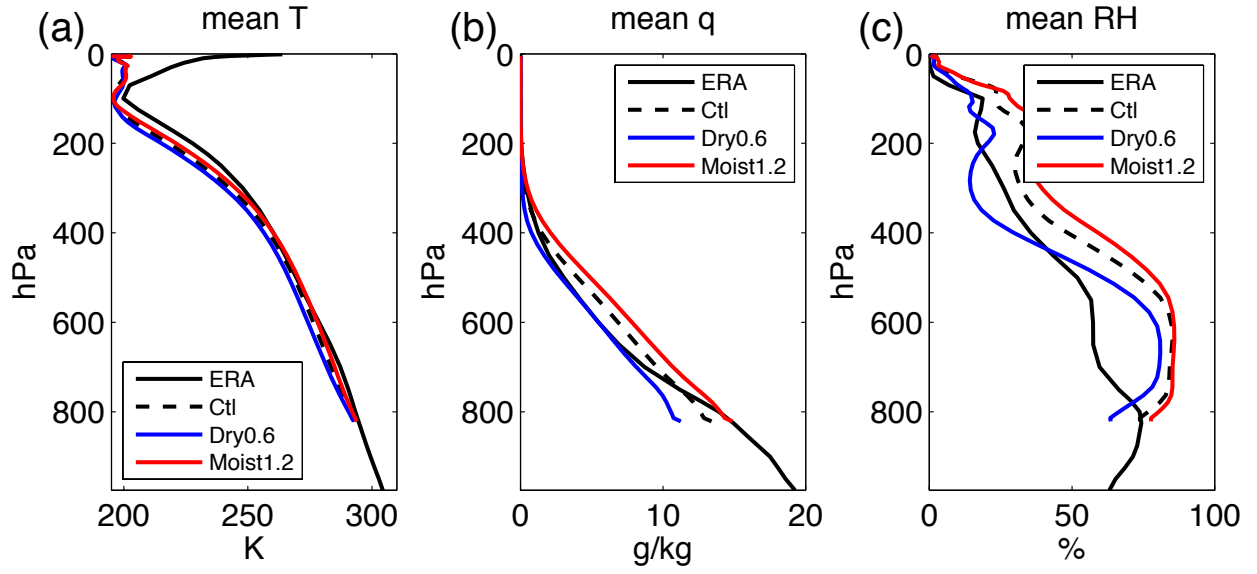 (a)
mean T
0
200
400
600
800
hPa
ERA
Ctl
Dry0.6
Moist1.2
200
250
300
K
(b)
mean q
0
200
400
600
800
hPa
ERA
Ctl
Dry0.6
Moist1.2
0
10
20
g/kg
(c)
mean RH
0
200
400
600
800
hPa
ERA
Ctl
Dry0.6
Moist1.2
0
50
100
%